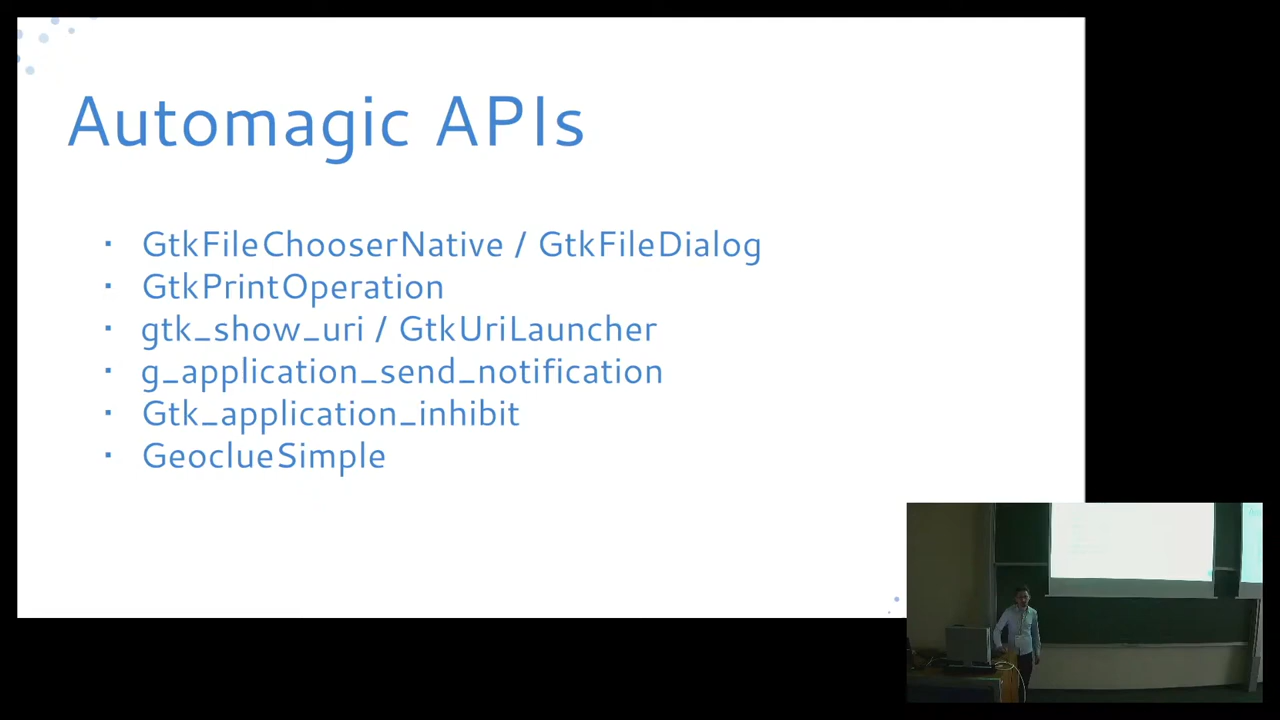 Automagic APIs
· GtkFileChooserNative / GtkFileDialog
· GtkPrintOperation
· gtk_show_uri / GtkUriLauncher
· g_application_send_notification
· Gtk_application_inhibit
· GeoclueSimple